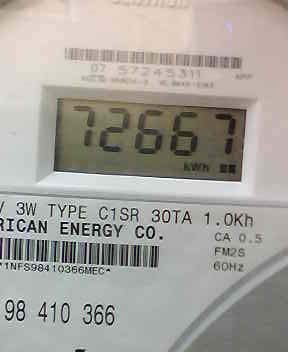 07 57245311
72667
kWh
V 3W TYPE C1SR 30TA 1.0Kh
RICAN ENERGY CO.
CA 0.5
FM2S
60Hz
*1NFS98410366MEC*
98 410 366